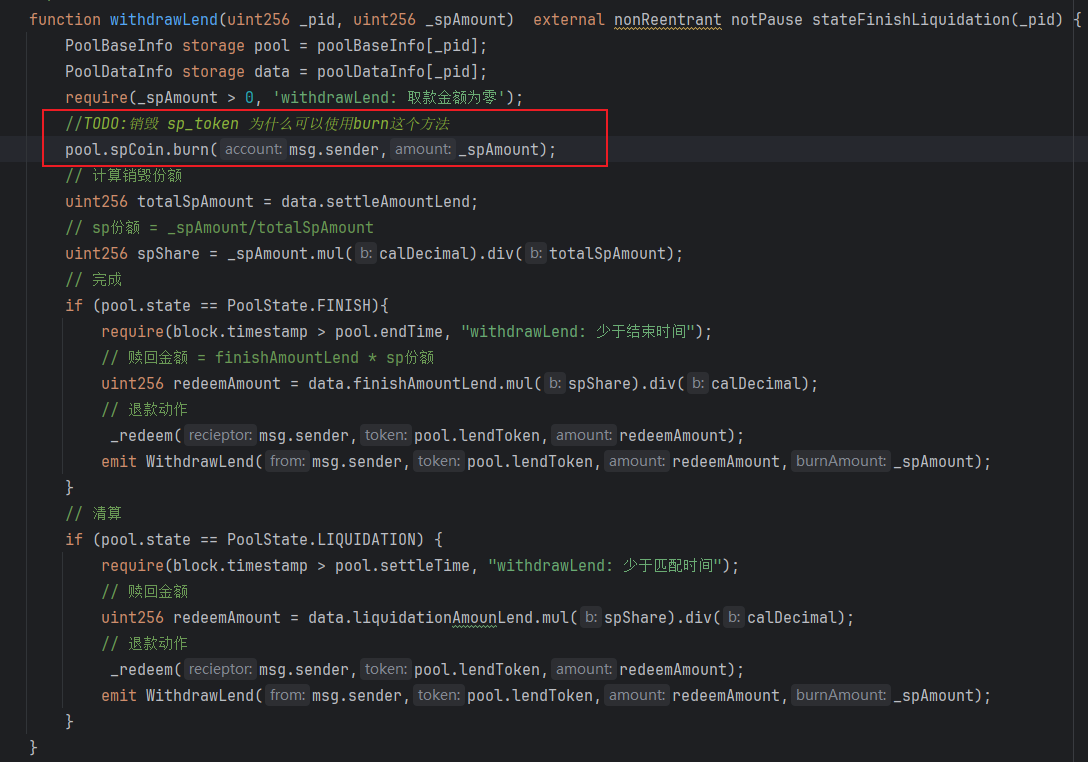 function withdrawLend(uint256 _pid, uint256 _spAmount)  external nonReentrant notPause stateFinishLiquidation(_pid) {
    PoolBaseInfo storage pool = poolBaseInfo[_pid];
    PoolDataInfo storage data = poolDataInfo[_pid];
    require(_spAmount > 0, 'withdrawLend: 取款金额为零');
    //TODO:销毁 sp_token 为什么可以使用burn这个方法
    pool.spCoin.burn( account: msg.sender, amount: _spAmount);
    // 计算销毁份额
    uint256 totalSpAmount = data.settleAmountLend;
    // sp份额 = _spAmount/totalSpAmount
    uint256 spShare = _spAmount.mul( b: calDecimal).div( b: totalSpAmount);
    // 完成
    if (pool.state == PoolState.FINISH){
        require(block.timestamp > pool.endTime, "withdrawLend: 少于结束时间");
        // 赎回金额 = finishAmountLend * sp份额
        uint256 redeemAmount = data.finishAmountLend.mul( b: spShare).div( b: calDecimal);
        // 退款动作
         _redeem( recieptor: msg.sender, token: pool.lendToken, amount: redeemAmount);
        emit WithdrawLend( from: msg.sender, token: pool.lendToken, amount: redeemAmount, burnAmount: _spAmount);
    }
    // 清算
    if (pool.state == PoolState.LIQUIDATION) {
        require(block.timestamp > pool.settleTime, "withdrawLend: 少于匹配时间");
        // 赎回金额
        uint256 redeemAmount = data.liquidationAmounLend.mul( b: spShare).div( b: calDecimal);
        // 退款动作
         _redeem( recieptor: msg.sender, token: pool.lendToken, amount: redeemAmount);
        emit WithdrawLend( from: msg.sender, token: pool.lendToken, amount: redeemAmount, burnAmount: _spAmount);
    }
}